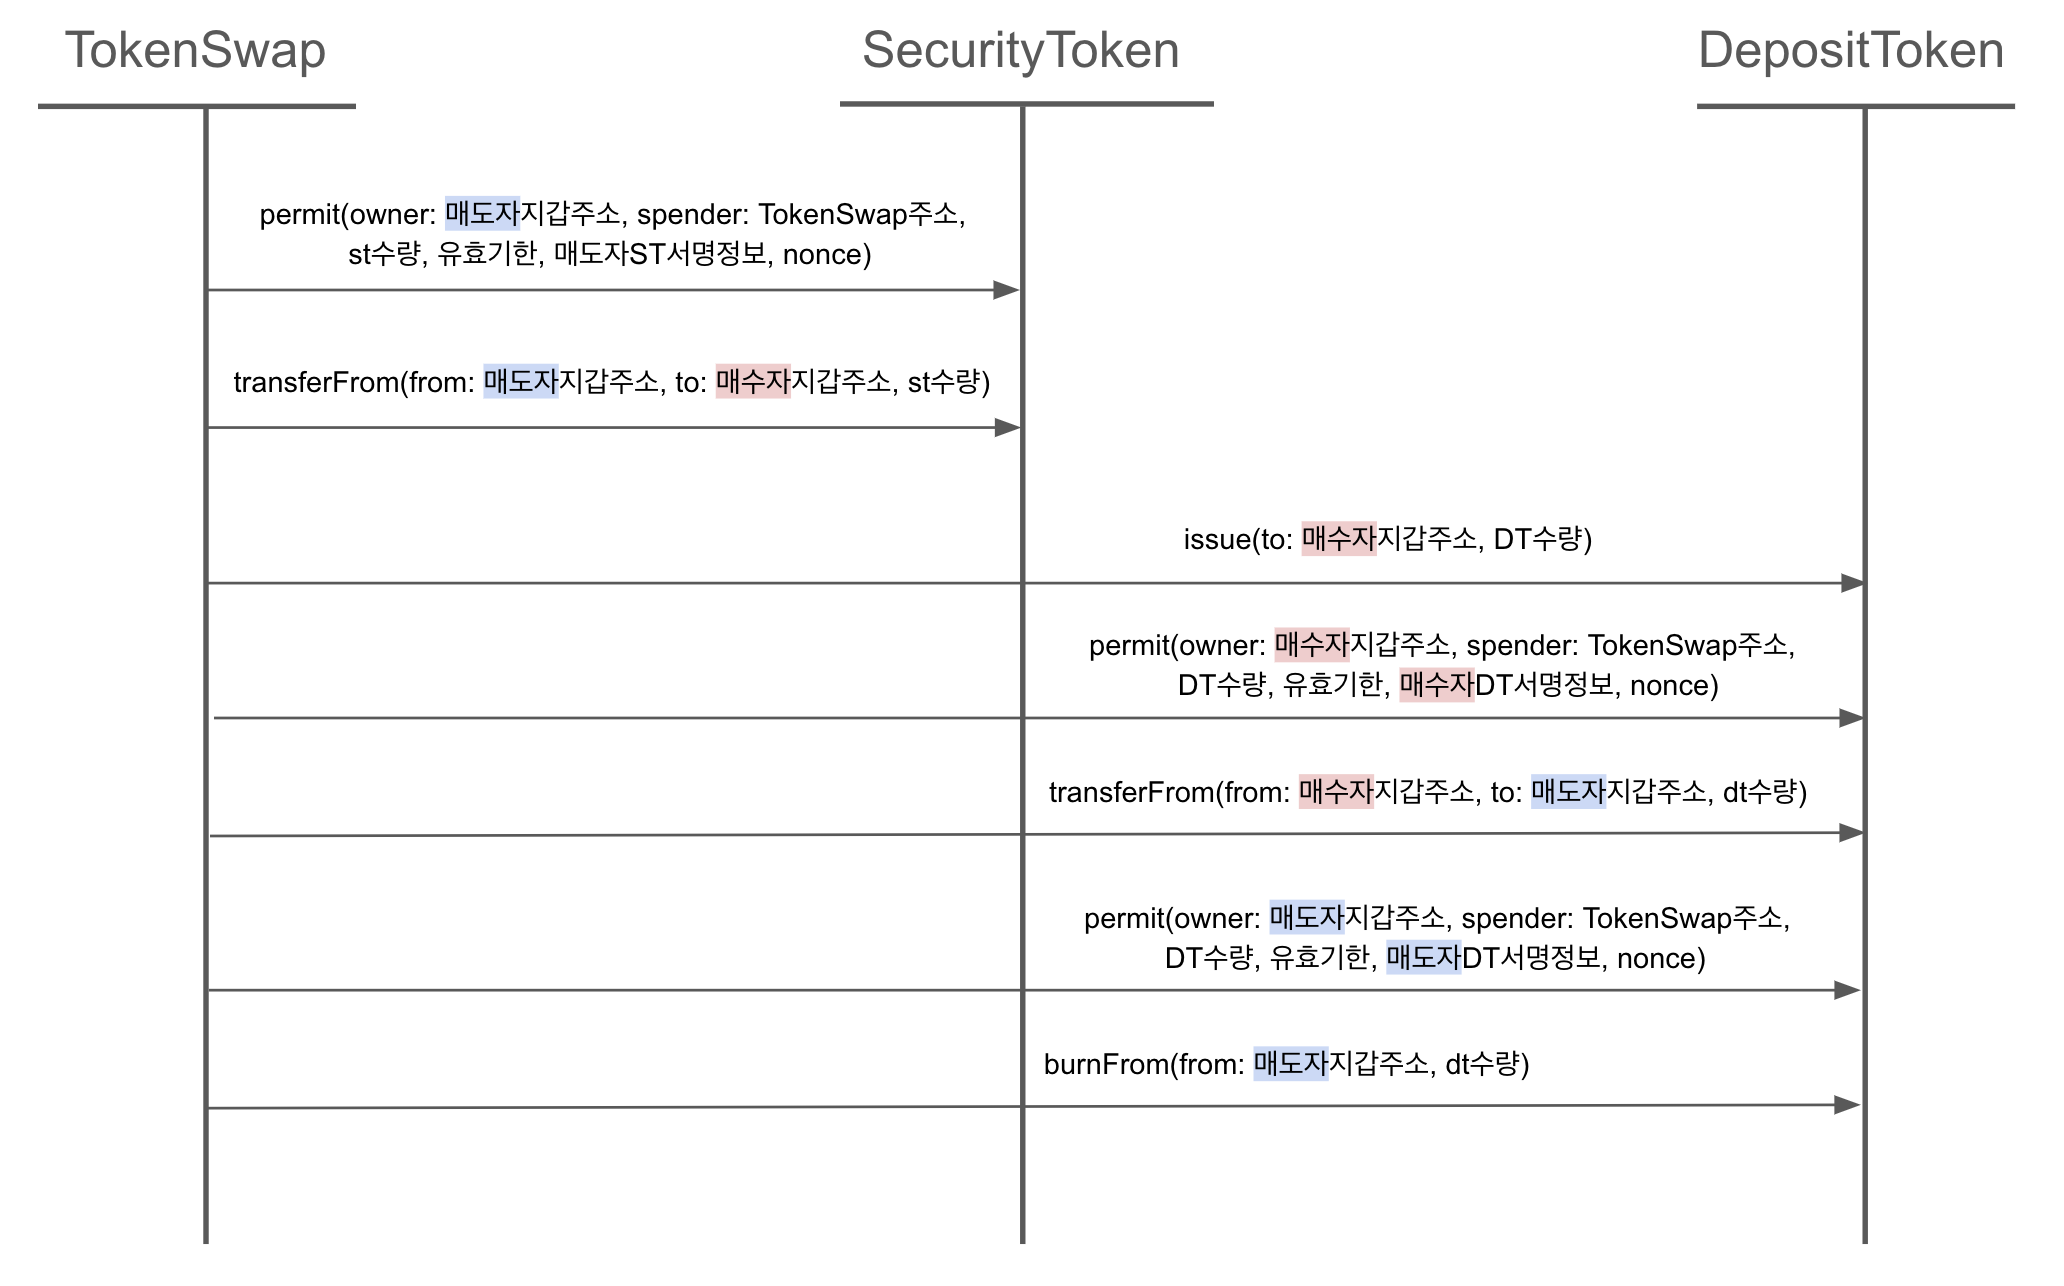 TokenSwap
SecurityToken
DepositToken
permit(owner: 매도자지갑주소, spender: TokenSwap주소,
st수량, 유효기한, 매도자ST서명정보, nonce)
transferFrom(from: 매도자지갑주소, to: 매수자지갑주소, st수량)
issue(to: 매수자지갑주소, DT수량)
permit(owner: 매수자지갑주소, spender: TokenSwap주소,
DT수량, 유효기한, 매수자DT서명정보, nonce)
transferFrom(from: 매수자지갑주소, to: 매도자지갑주소, dt수량)
permit(owner: 매도자지갑주소, spender: TokenSwap주소,
DT수량, 유효기한, 매도자DT서명정보, nonce)
burnFrom(from: 매도자지갑주소, dt수량)